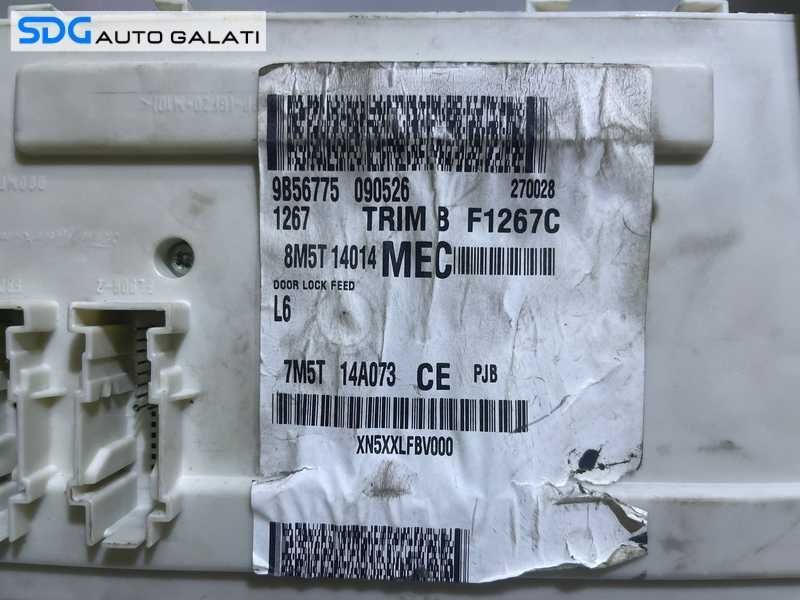 SDG AUTO GALATI
9B56775 090526 270028
1267 TRIM B F1267C
8M5T 14014 MEC
DOOR LOCK FEED
L6
7M5T 14A073 CE PJB
XN5XXLFBV000